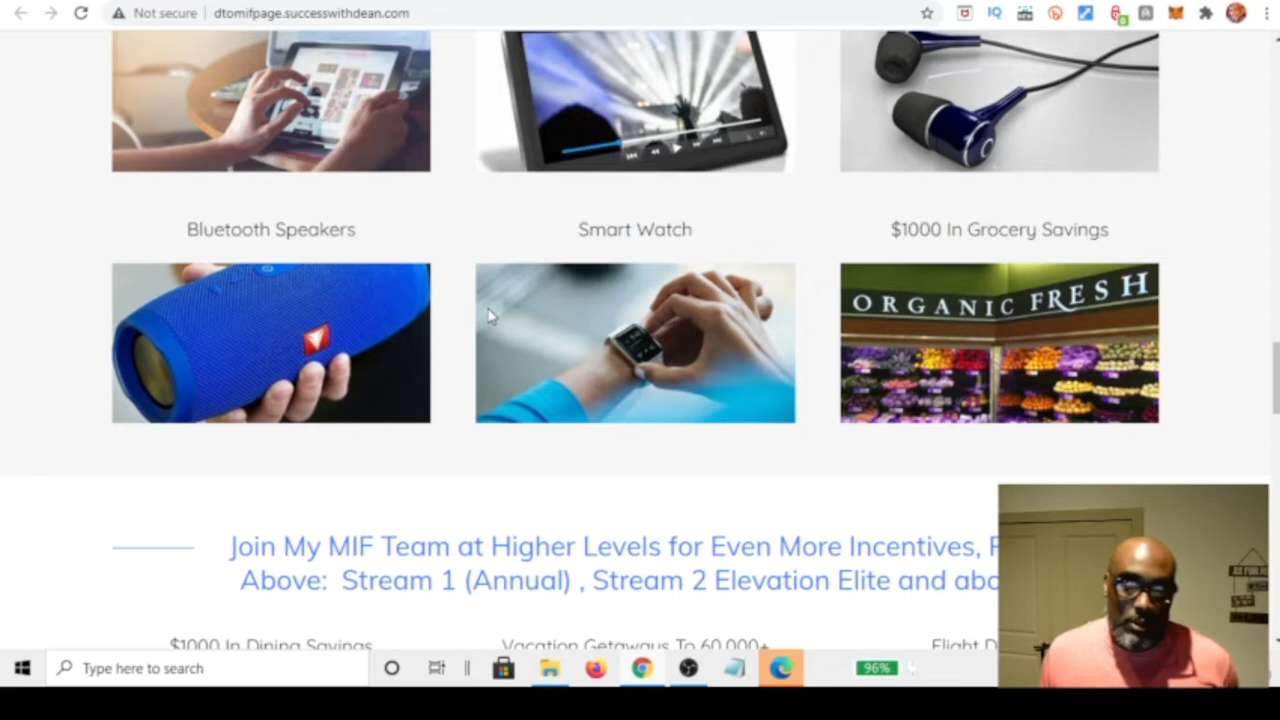 Not secure
dtomifpage.successwithdean.com
Bluetooth Speakers
Smart Watch
$1000 In Grocery Savings
ORGANIC FRESH
Join My MIF Team at Higher Levels for Even More Incentives,
Above: Stream 1 (Annual) , Stream 2 Elevation Elite and
$1000 In Dining Savings
Vacation Getaways To 60,000+
Flight
Type here to search
96%